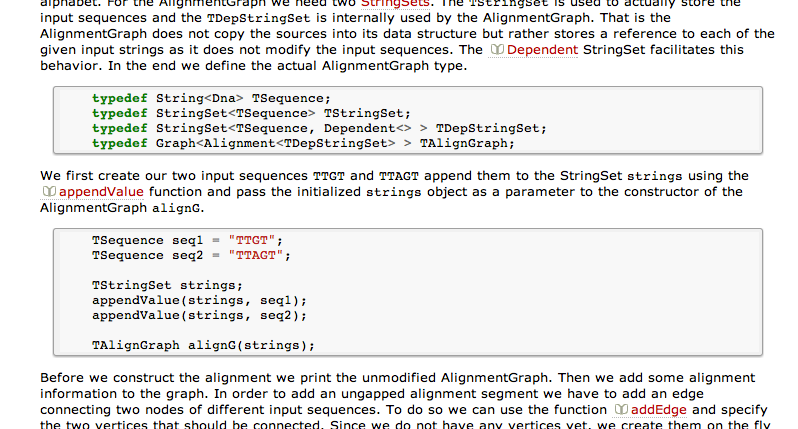 alphabet. For the AlignmentGraph we need two StringSets. The TStringSet is used to actually store the
input sequences and the TDepStringSet is internally used by the AlignmentGraph. That is the
AlignmentGraph does not copy the sources into its data structure but rather stores a reference to each of the
given input strings as it does not modify the input sequences. The Dependent StringSet facilitates this
behavior. In the end we define the actual AlignmentGraph type.
typedef String<Dna> TSequence;
typedef StringSet<TSequence> TStringSet;
typedef StringSet<TSequence, Dependent<> > TDepStringSet;
typedef Graph<Alignment<TDepStringSet> > TAlignGraph;
We first create our two input sequences TTGT and TTAGT append them to the StringSet strings using the
appendValue function and pass the initialized strings object as a parameter to the constructor of the
AlignmentGraph alignG.
TSequence seq1 = "TTGT";
TSequence seq2 = "TTAGT";
TStringSet strings;
appendValue(strings, seq1);
appendValue(strings, seq2);
TAlignGraph alignG(strings);
Before we construct the alignment we print the unmodified AlignmentGraph. Then we add some alignment
information to the graph. In order to add an ungapped alignment segment we have to add an edge
connecting two nodes of different input sequences. To do so we can use the function addEdge and specify
the two vertices that should be connected. Since we do not have any vertices yet, we create them on the fly